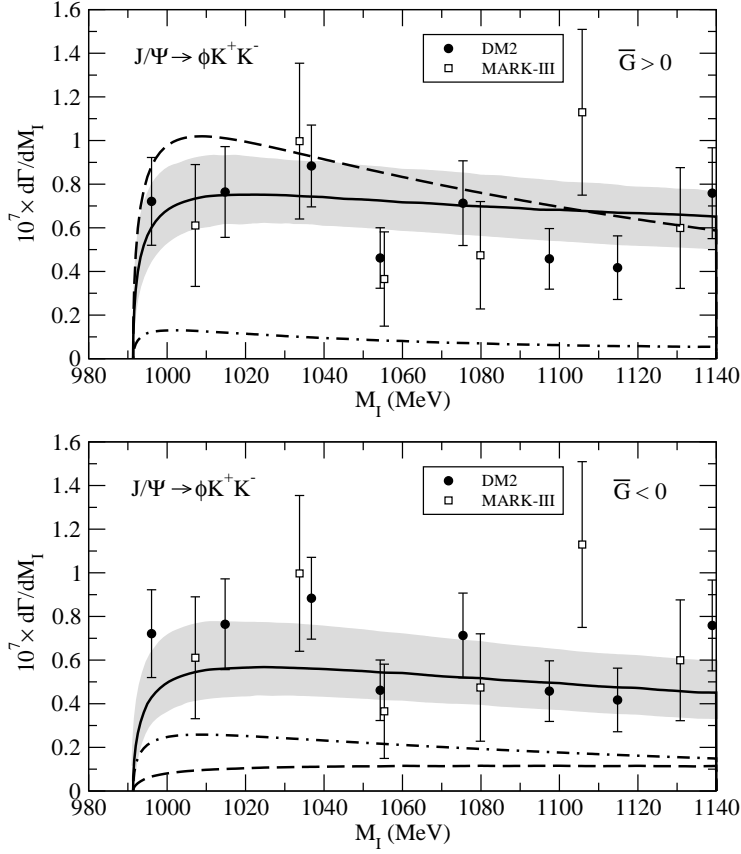 1.6
J/Ψ → ϕK⁺K⁻
DM2
MARK-III
G̅ > 0
1.4
1.2
1
0.8
0.6
0.4
0.2
0
10⁷ × dΓ/dM_I
980 1000 1020 1040 1060 1080 1100 1120 1140
M_I (MeV)
1.6
J/Ψ → ϕK⁺K⁻
DM2
MARK-III
G̅ < 0
1.4
1.2
1
0.8
0.6
0.4
0.2
0
10⁷ × dΓ/dM_I
980 1000 1020 1040 1060 1080 1100 1120 1140
M_I (MeV)